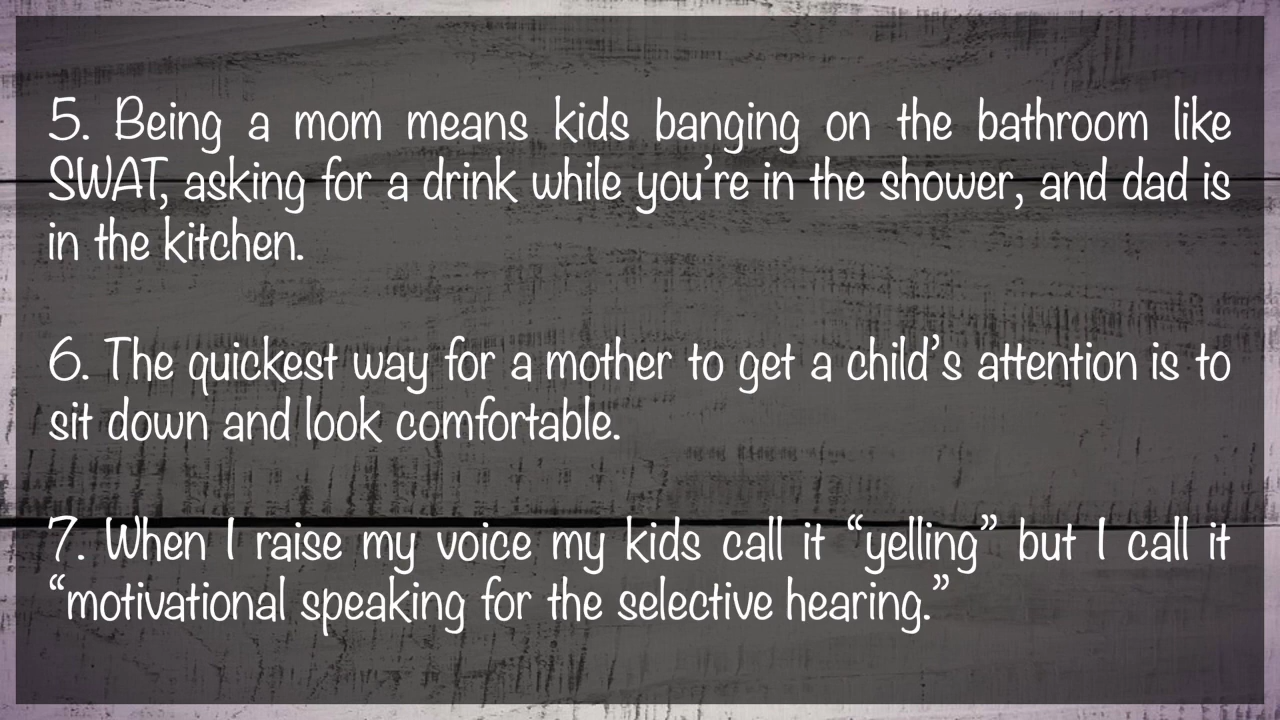 5. Being a mom means kids banging on the bathroom like
SWAT, asking for a drink while you’re in the shower, and dad is
in the kitchen.
6. The quickest way for a mother to get a child’s attention is to
sit down and look comfortable.
7. When I raise my voice my kids call it “yelling” but I call it
“motivational speaking for the selective hearing.”